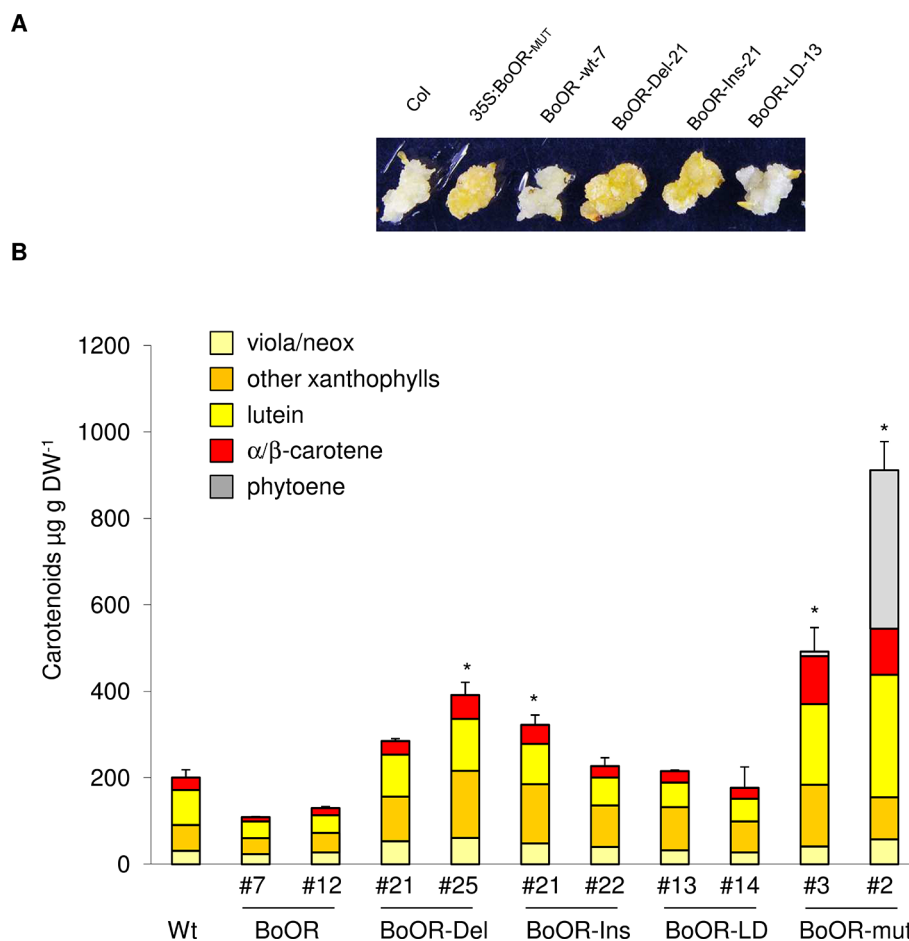 A
Col
35S:BoOR-MUT
BoOR -wt-7
BoOR-Del-21
BoOR-Ins-21
BoOR-LD-13
B
Carotenoids µg g DW-1
1200
1000
800
600
400
200
0
viola/neox
other xanthophylls
lutein
α/β-carotene
phytoene
* * * *
#7 #12 #21 #25 #21 #22 #13 #14 #3 #2
Wt BoOR BoOR-Del BoOR-Ins BoOR-LD BoOR-mut